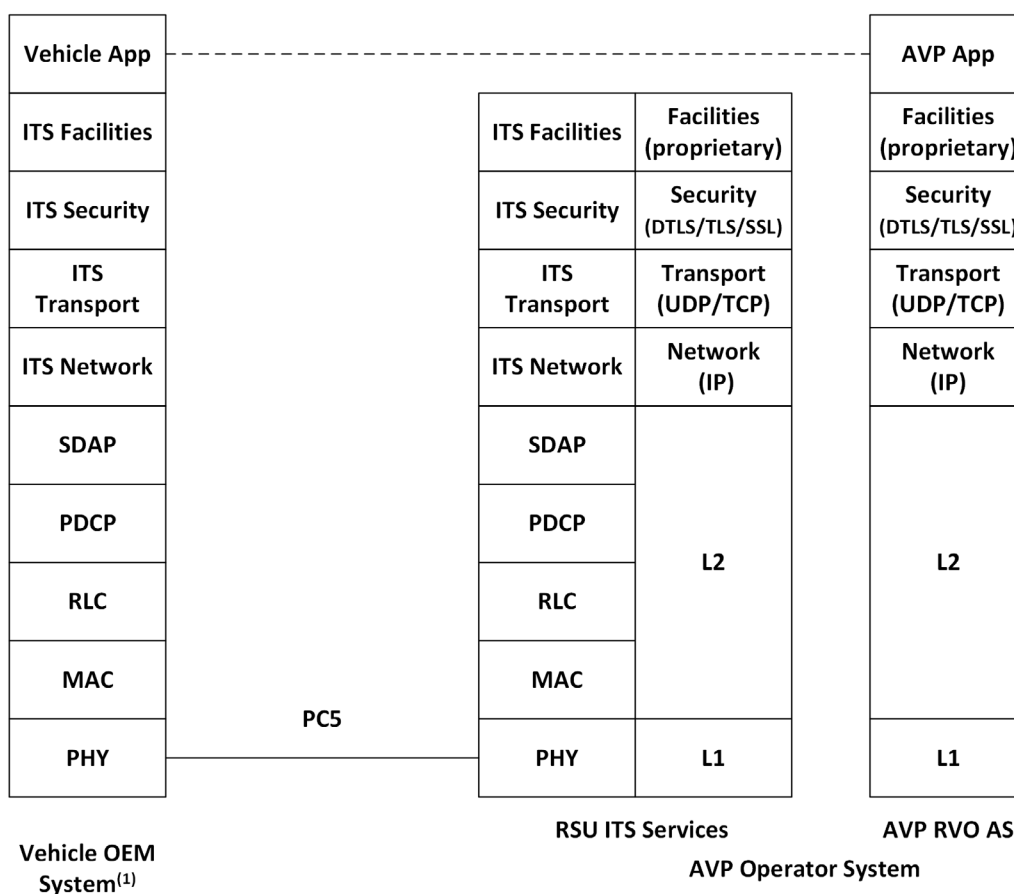 Vehicle App
AVP App
ITS Facilities
ITS Facilities
Facilities
(proprietary)
Facilities
(proprietary)
ITS Security
ITS Security
Security
(DTLS/TLS/SSL)
Security
(DTLS/TLS/SSL)
ITS
Transport
ITS
Transport
Transport
(UDP/TCP)
Transport
(UDP/TCP)
ITS Network
ITS Network
Network
(IP)
Network
(IP)
SDAP
SDAP
PDCP
PDCP
L2
L2
RLC
RLC
MAC
MAC
PC5
PHY
PHY
L1
L1
RSU ITS Services
AVP RVO AS
Vehicle OEM
System(1)
AVP Operator System